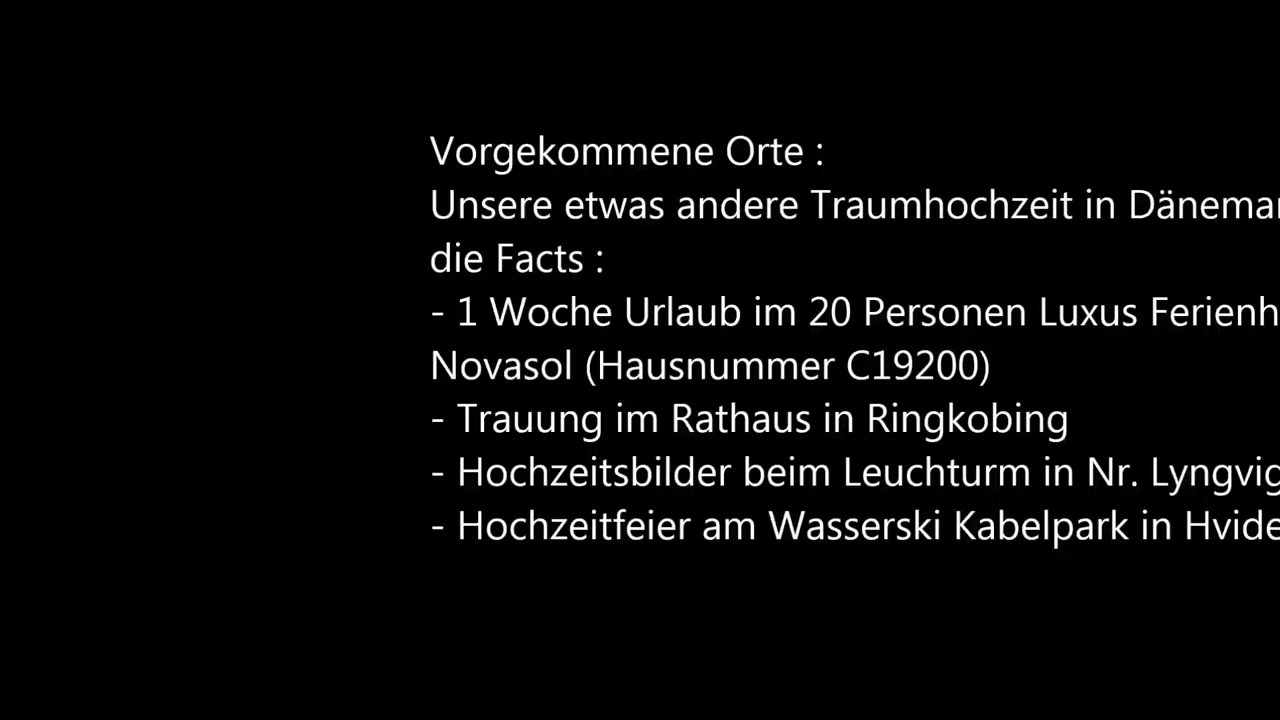 Vorgekommene Orte :
Unsere etwas andere Traumhochzeit in Dänemar
die Facts :
- 1 Woche Urlaub im 20 Personen Luxus Ferienh
Novasol (Hausnummer C19200)
- Trauung im Rathaus in Ringkobing
- Hochzeitsbilder beim Leuchturm in Nr. Lyngvig
- Hochzeitfeier am Wasserski Kabelpark in Hvide